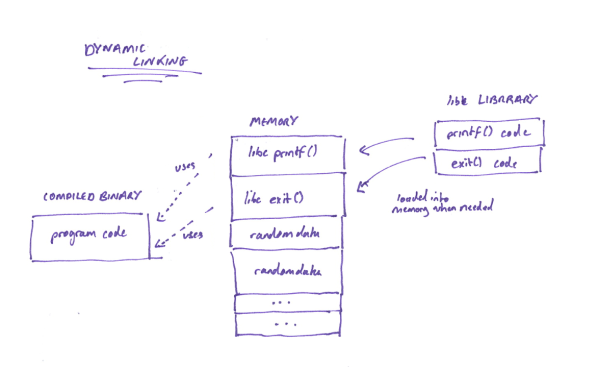 DYNAMIC
LINKING
libc LIBRRARY
MEMORY
printf() code
libc printf()
exit() code
uses
COMPILED BINARY
libc exit()
loaded into
memory when needed
program code
uses
random data
random data
...
...